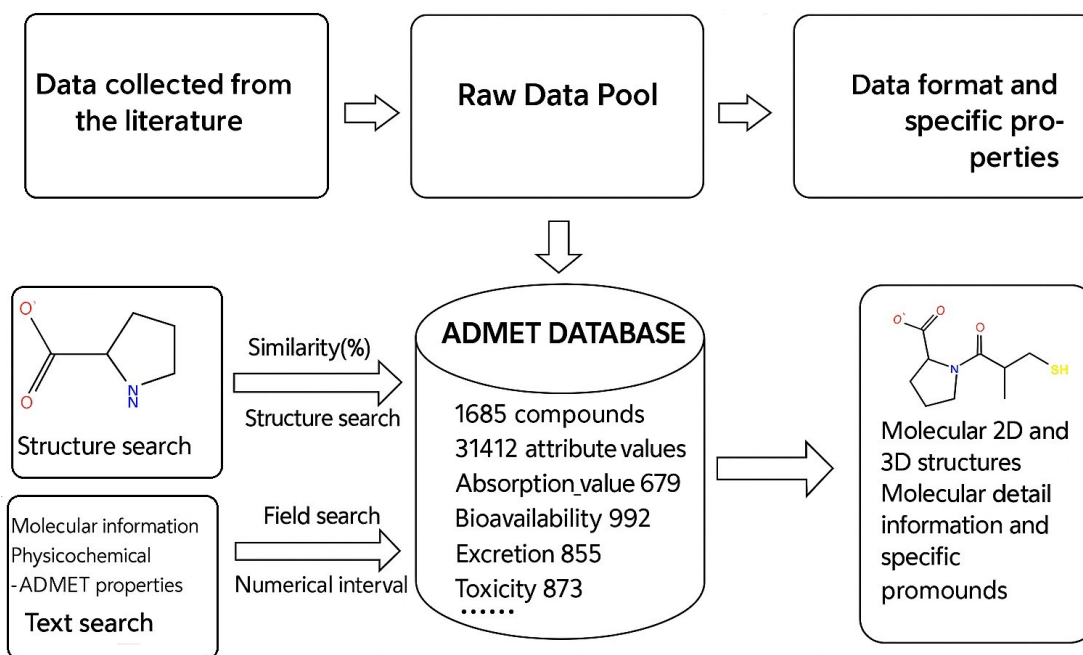 Data collected from
the literature
Raw Data Pool
Data format and
specific pro-
perties
O
O
N
N
Structure search
Similarity(%)
Structure search
Molecular information
Physicochemical
-ADMET properties
Text search
Field search
Numerical interval
ADMET DATABASE
1685 compounds
31412 attribute values
Absorption_value 679
Bioavailability 992
Excretion 855
Toxicity 873
......
O
O
O
N
SH
Molecular 2D and
3D structures
Molecular detail
information and
specific
promounds